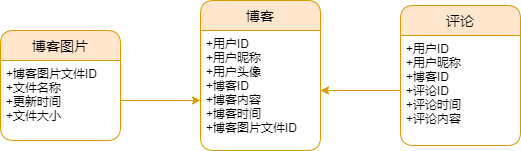 博客图片
+博客图片文件ID
+文件名称
+更新时间
+文件大小
博客
+用户ID
+用户昵称
+用户头像
+博客ID
+博客内容
+博客时间
+博客图片文件ID
评论
+用户ID
+用户昵称
+博客ID
+评论ID
+评论时间
+评论内容